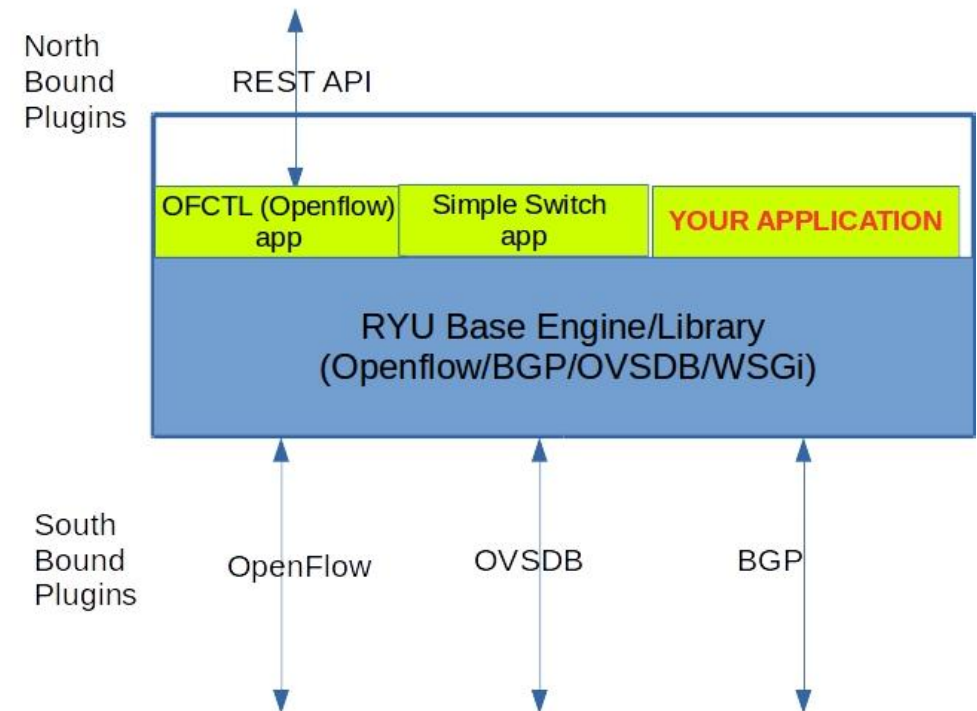 North
Bound
Plugins
REST API
OFCTL (Openflow)
app
Simple Switch
app
YOUR APPLICATION
RYU Base Engine/Library
(Openflow/BGP/OVSDB/WSGi)
South
Bound
Plugins
OpenFlow
OVSDB
BGP